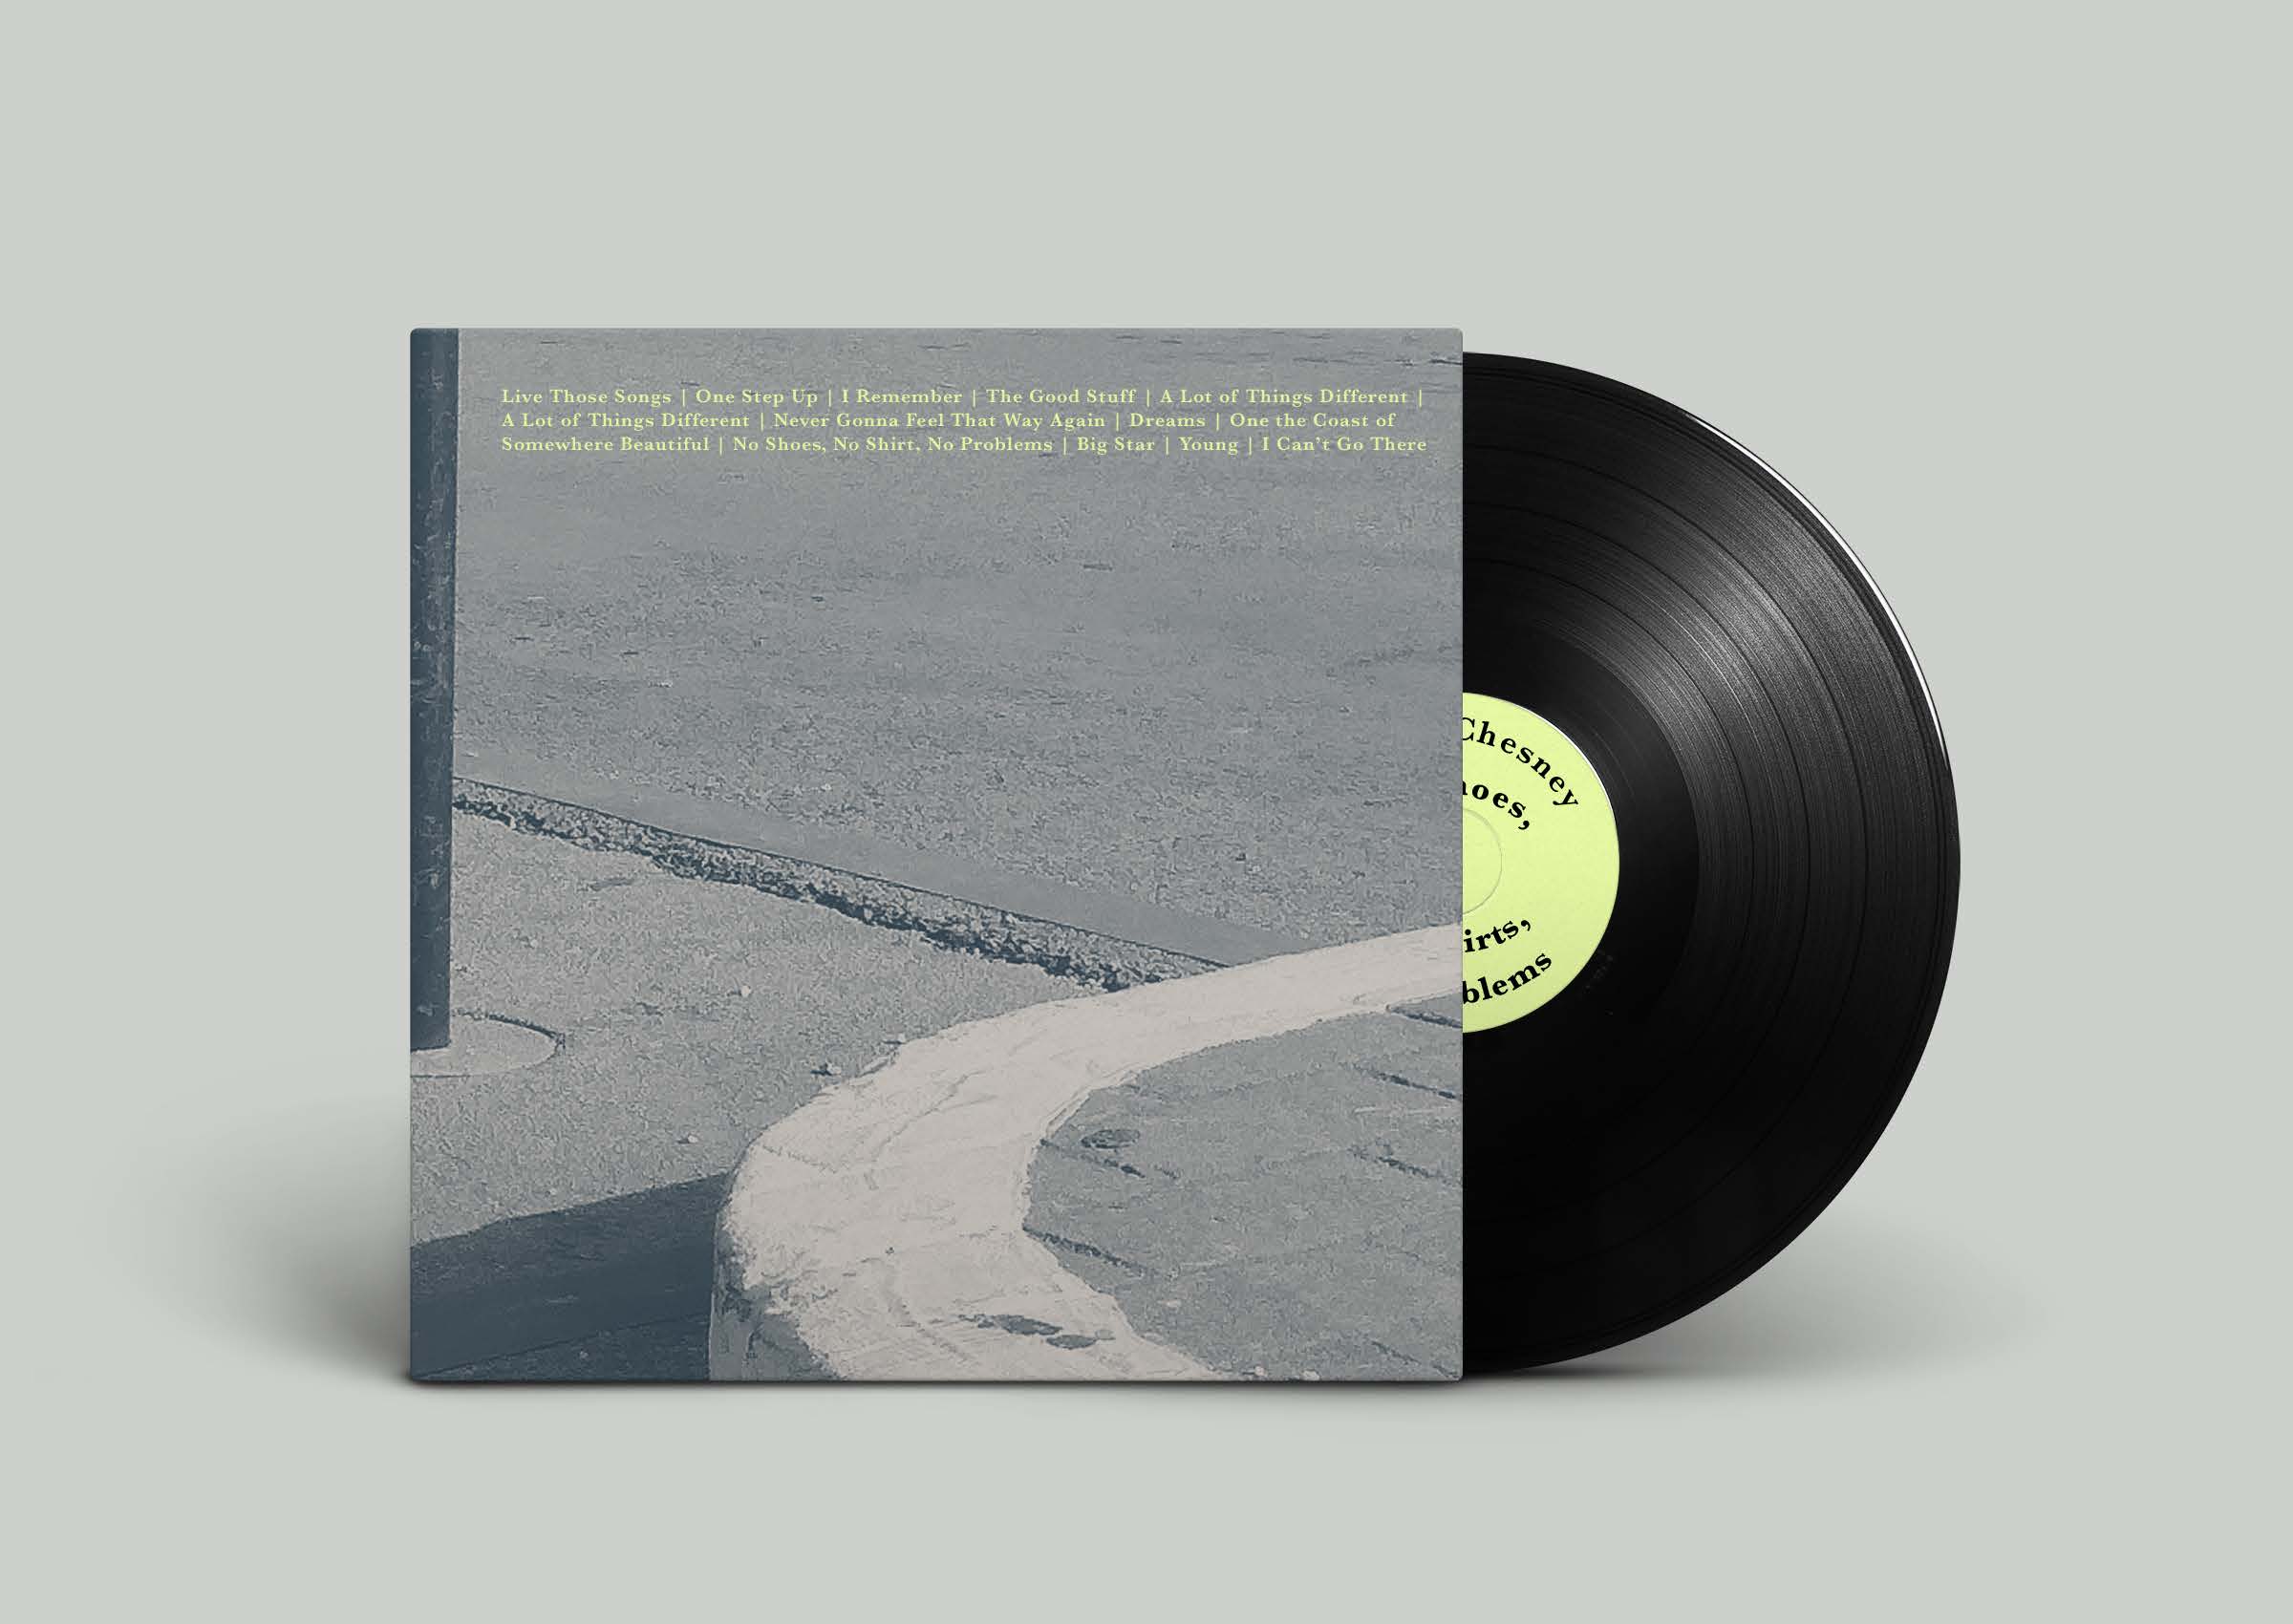 Live Those Songs | One Step Up | I Remember | The Good Stuff | A Lot of Things Different |
A Lot of Things Different | Never Gonna Feel That Way Again | Dreams | One the Coast of
Somewhere Beautiful | No Shoes, No Shirt, No Problems | Big Star | Young | I Can't Go There
Chesney
hoes,
irts,
blems